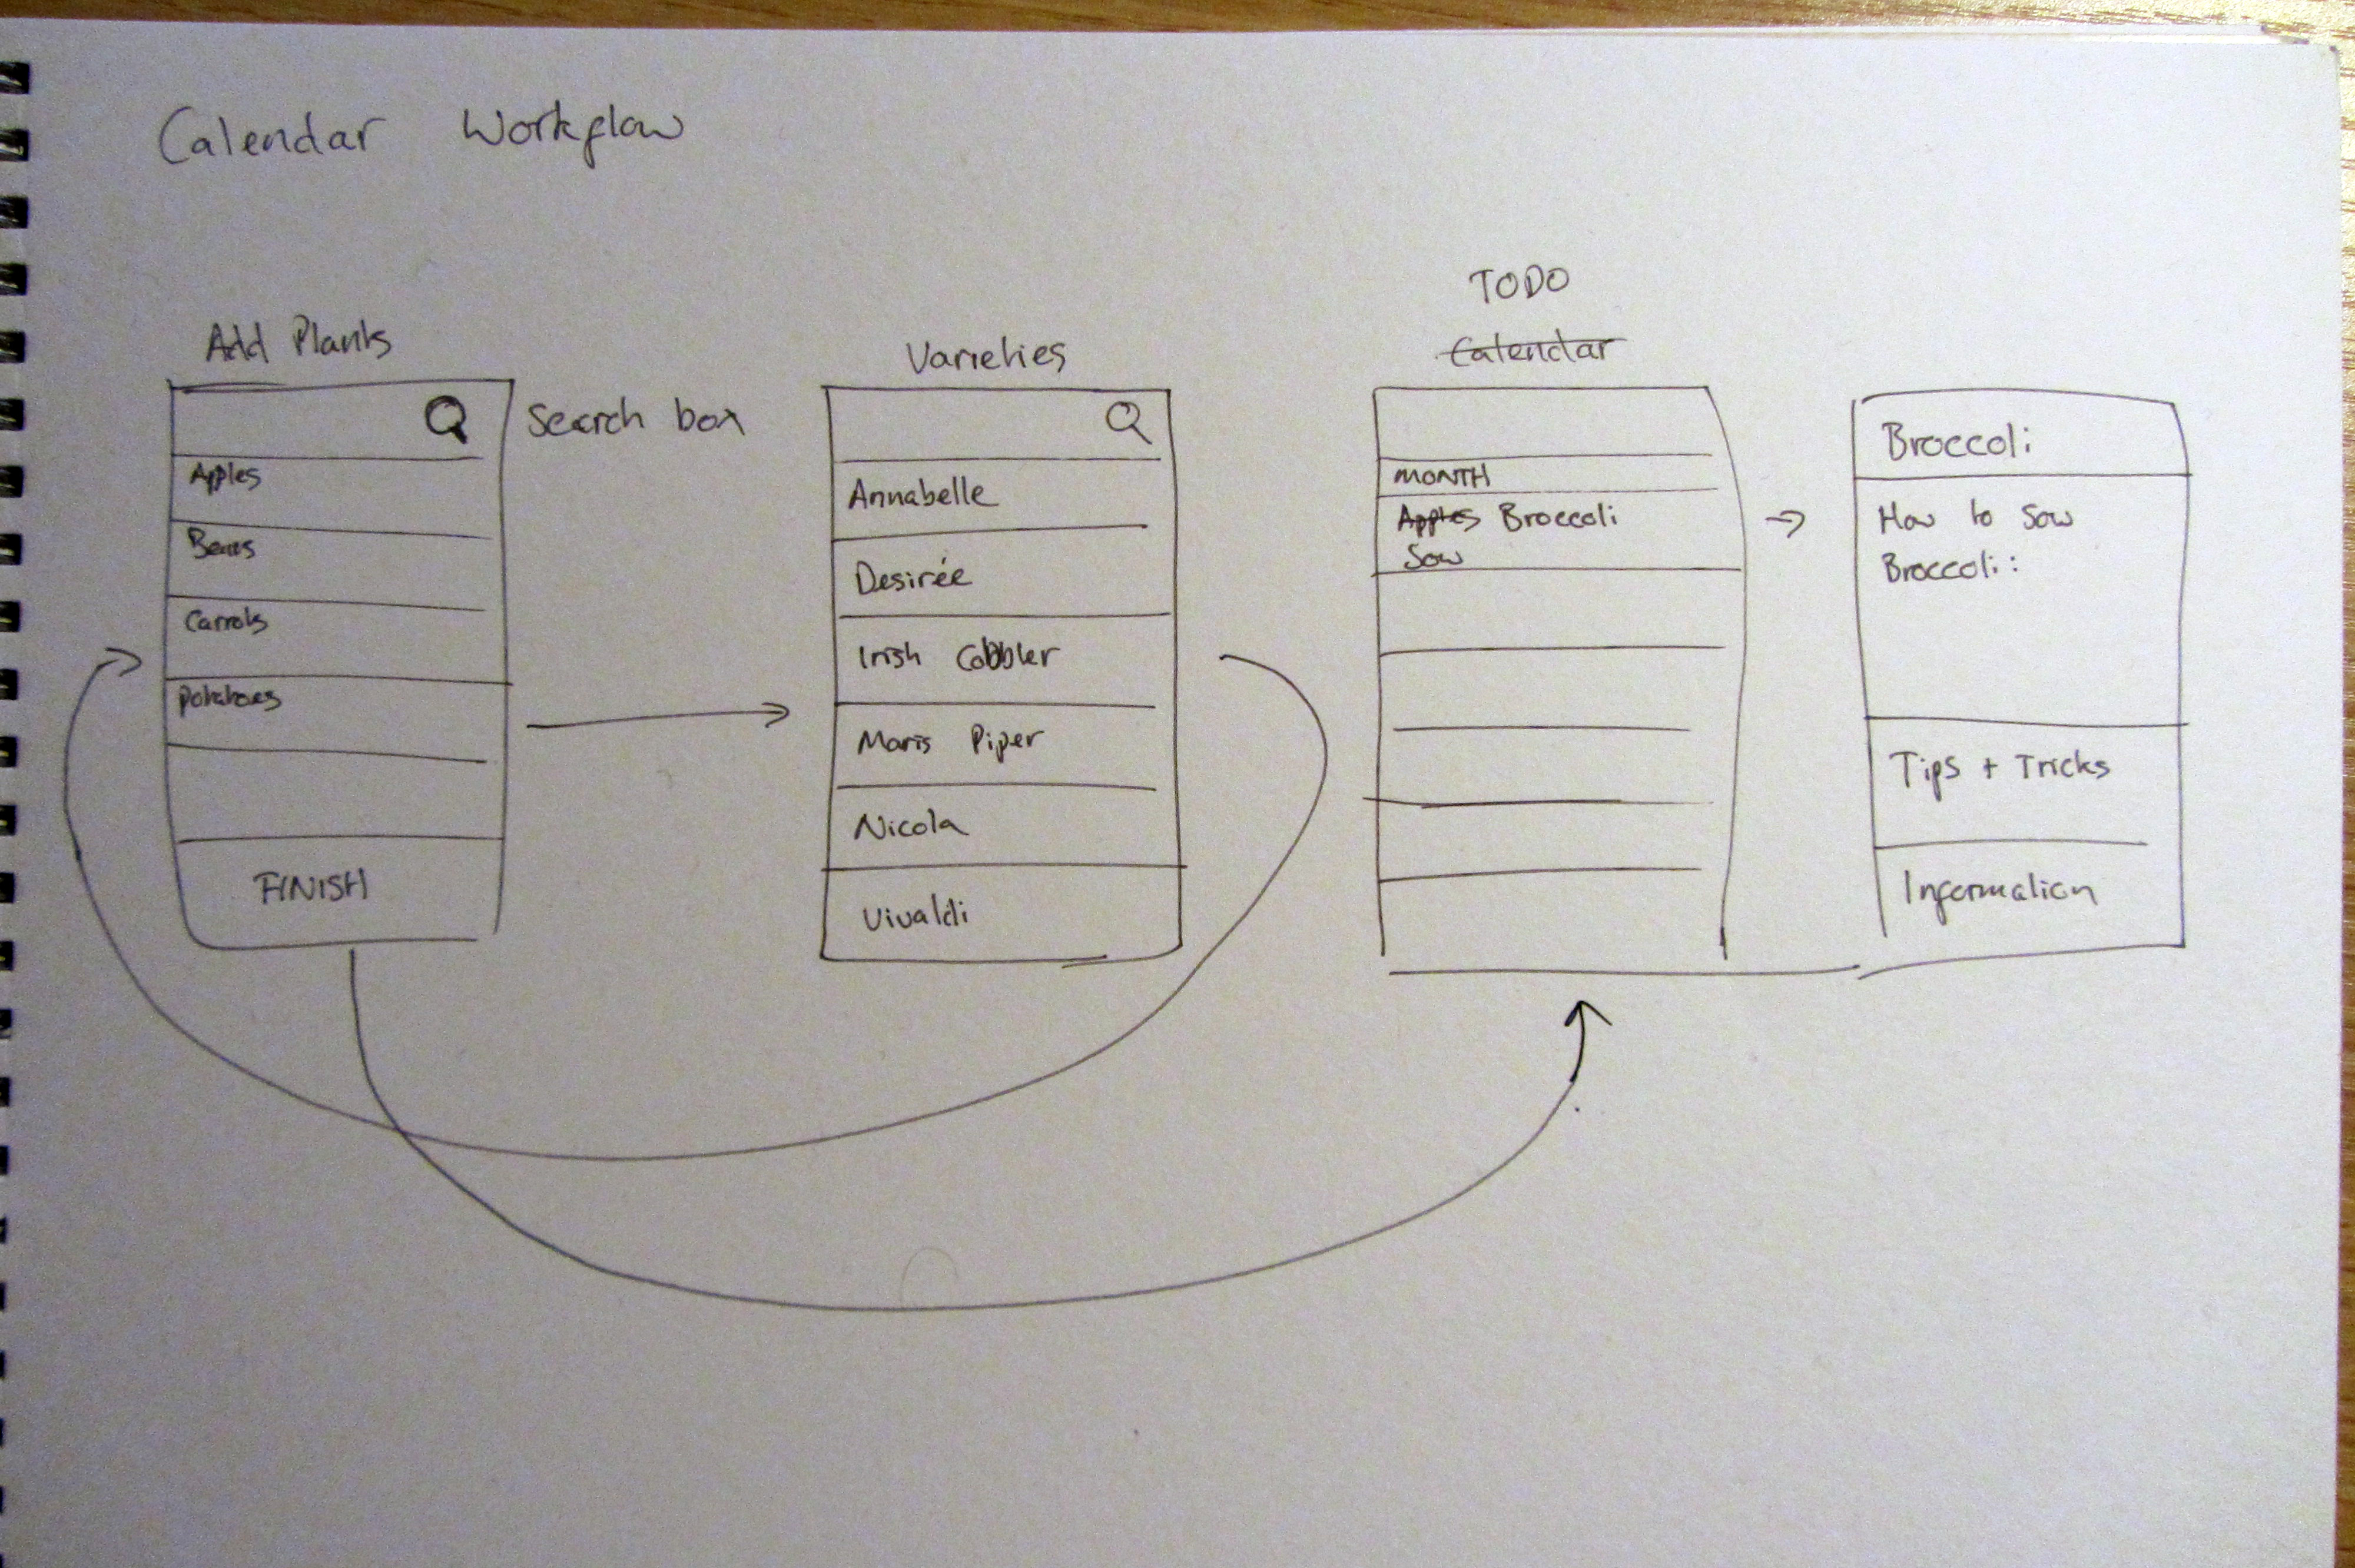 Calendar Workflow
Add Plants
Search box
Apples
Beans
Carrots
Potatoes
FINISH
Varieties
Annabelle
Desirée
Irish Cobbler
Maris Piper
Nicola
Vivaldi
TODO
Calendar
MONTH
Apples Broccoli
Sow
Broccoli
How to Sow
Broccoli:
Tips + Tricks
Information